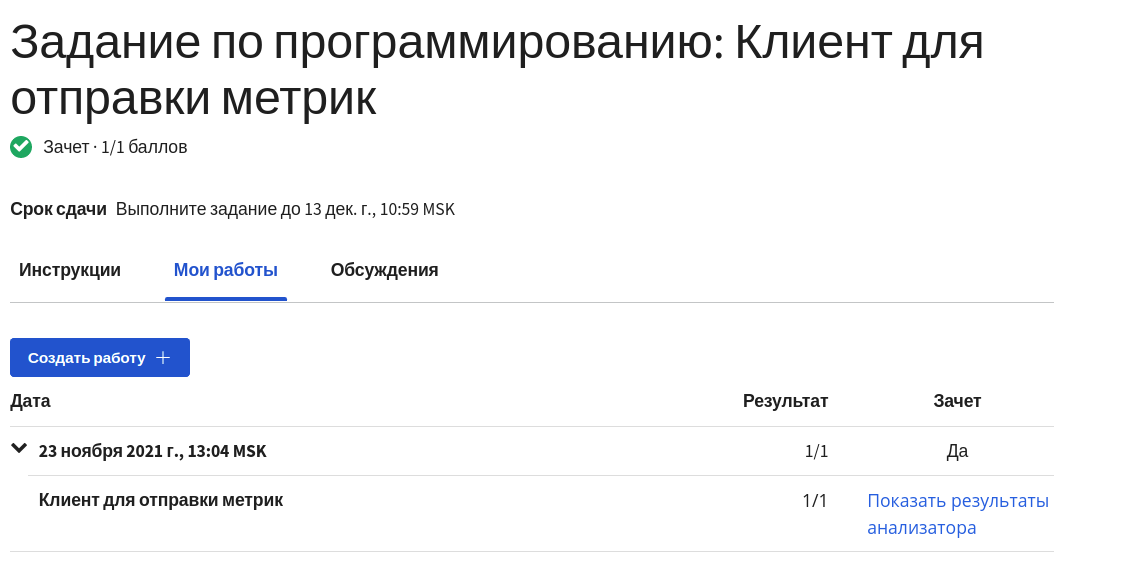 Задание по программированию: Клиент для
отправки метрик
Зачет · 1/1 баллов
Срок сдачи Выполните задание до 13 дек. г., 10:59 MSK
Инструкции Мои работы Обсуждения
Создать работу +
Дата Результат Зачет
23 ноября 2021 г., 13:04 MSK 1/1 Да
Клиент для отправки метрик 1/1 Показать результаты
анализатора